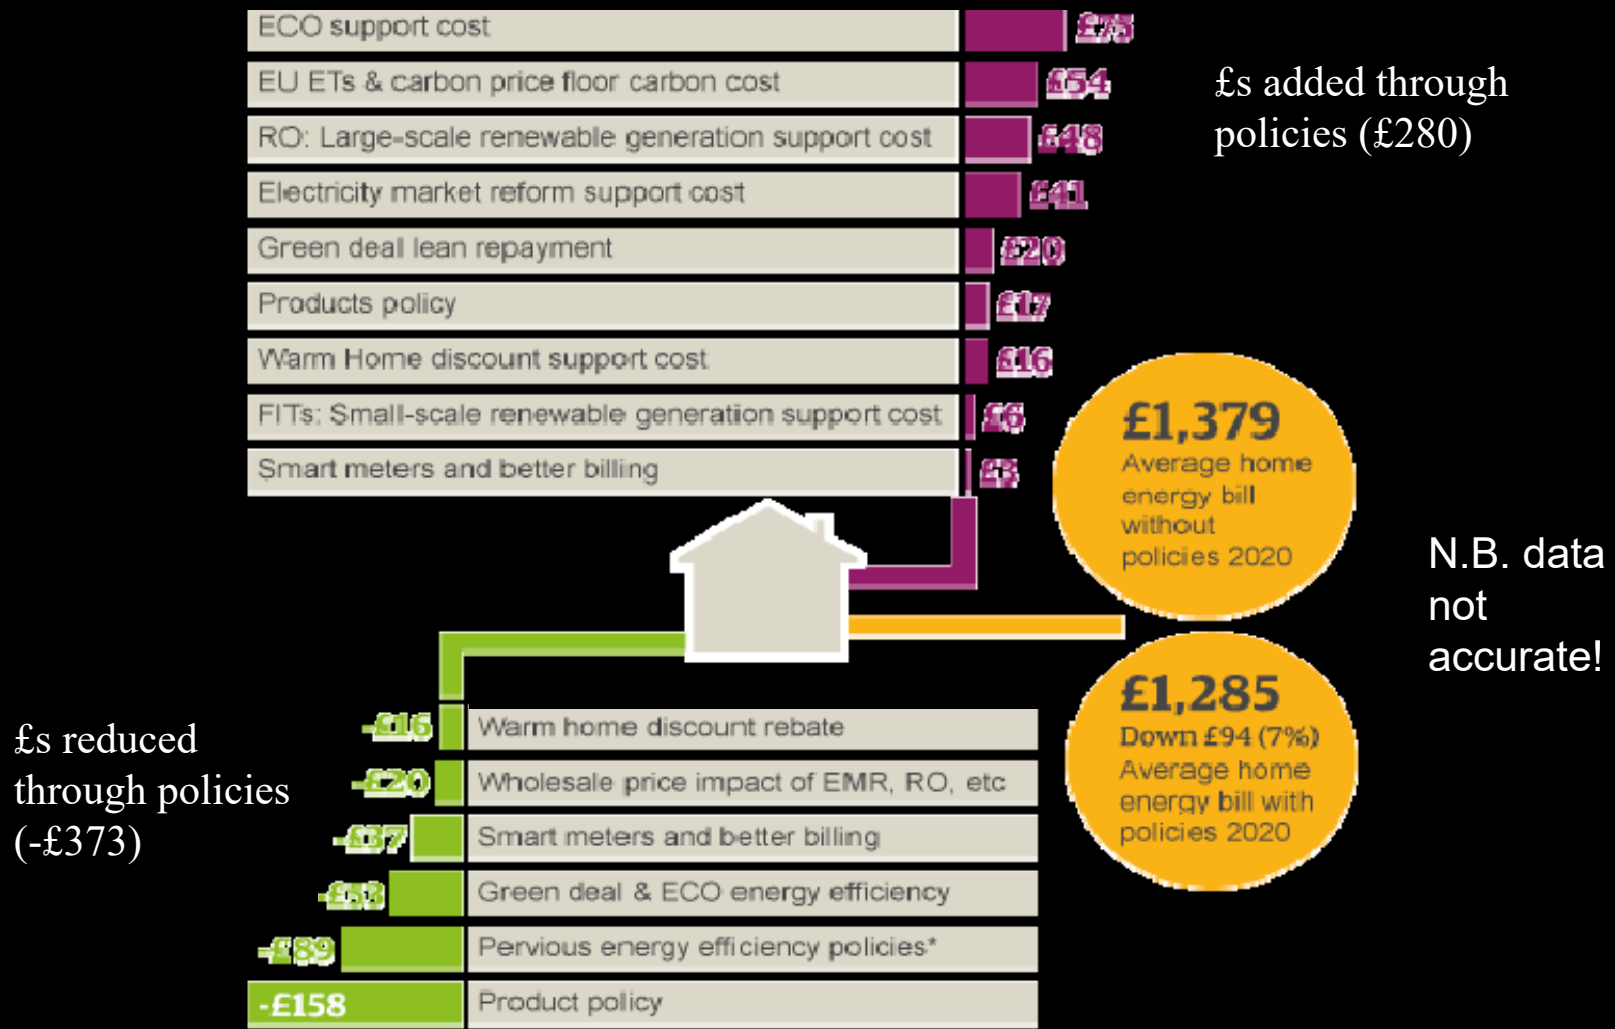 ECO support cost
£75
EU ETs & carbon price floor carbon cost
£54
RO: Large-scale renewable generation support cost
£48
Electricity market reform support cost
£41
Green deal lean repayment
£20
Products policy
£17
Warm Home discount support cost
£16
FITs: Small-scale renewable generation support cost
£6
Smart meters and better billing
£3
£s added through
policies (£280)
£1,379
Average home
energy bill
without
policies 2020
N.B. data
not
accurate!
£1,285
Down £94 (7%)
Average home
energy bill with
policies 2020
£s reduced
through policies
(-£373)
-£16
Warm home discount rebate
-£20
Wholesale price impact of EMR, RO, etc
-£37
Smart meters and better billing
-£53
Green deal & ECO energy efficiency
-£89
Pervious energy efficiency policies*
-£158
Product policy